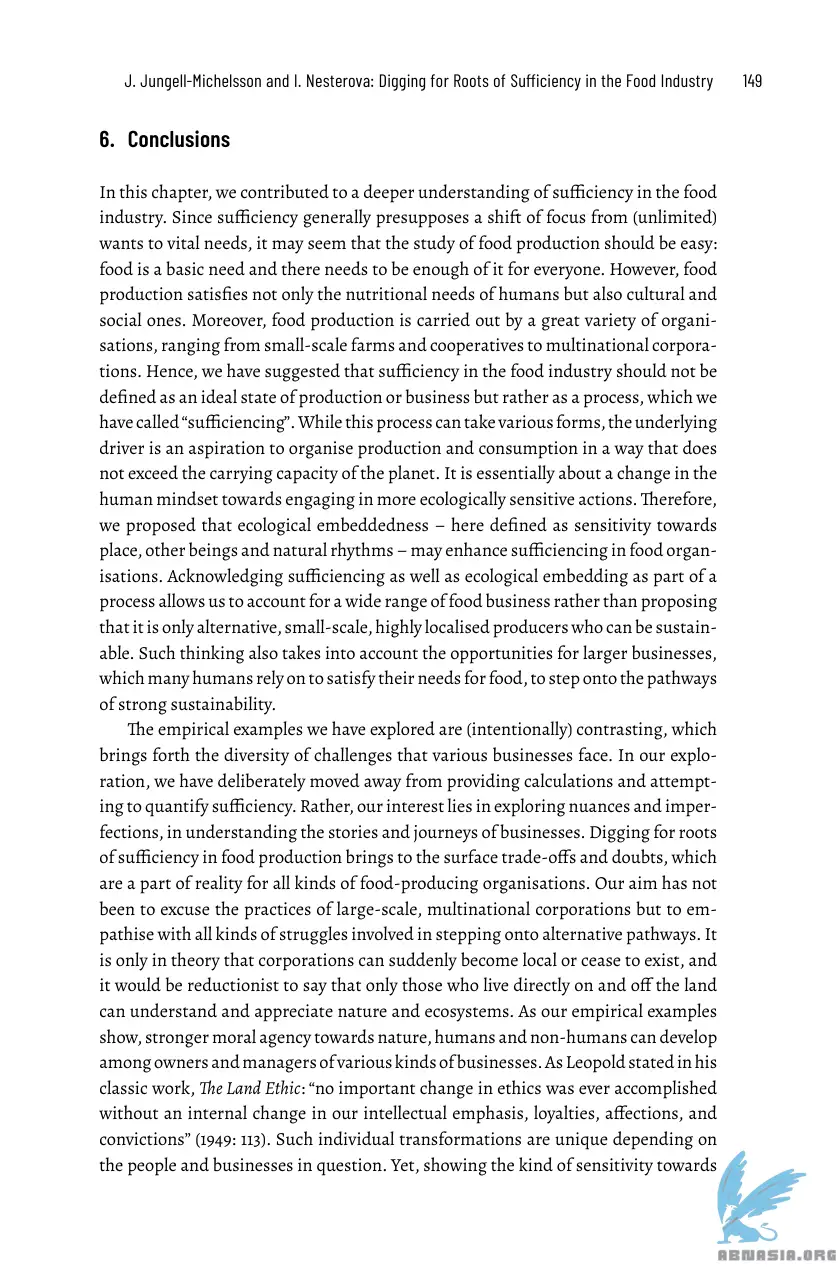 J. Jungell-Michelsson and I. Nesterova: Digging for Roots of Sufficiency in the Food Industry 149
6. Conclusions
In this chapter, we contributed to a deeper understanding of sufficiency in the food
industry. Since sufficiency generally presupposes a shift of focus from (unlimited)
wants to vital needs, it may seem that the study of food production should be easy:
food is a basic need and there needs to be enough of it for everyone. However, food
production satisfies not only the nutritional needs of humans but also cultural and
social ones. Moreover, food production is carried out by a great variety of organi-
sations, ranging from small-scale farms and cooperatives to multinational corpora-
tions. Hence, we have suggested that sufficiency in the food industry should not be
defined as an ideal state of production or business but rather as a process, which we
have called “sufficiencing”. While this process can take various forms, the underlying
driver is an aspiration to organise production and consumption in a way that does
not exceed the carrying capacity of the planet. It is essentially about a change in the
human mindset towards engaging in more ecologically sensitive actions. Therefore,
we proposed that ecological embeddedness – here defined as sensitivity towards
place, other beings and natural rhythms – may enhance sufficiencing in food organ-
isations. Acknowledging sufficiencing as well as ecological embedding as part of a
process allows us to account for a wide range of food business rather than proposing
that it is only alternative, small-scale, highly localised producers who can be sustain-
able. Such thinking also takes into account the opportunities for larger businesses,
which many humans rely on to satisfy their needs for food, to step onto the pathways
of strong sustainability.
The empirical examples we have explored are (intentionally) contrasting, which
brings forth the diversity of challenges that various businesses face. In our explo-
ration, we have deliberately moved away from providing calculations and attempt-
ing to quantify sufficiency. Rather, our interest lies in exploring nuances and imper-
fections, in understanding the stories and journeys of businesses. Digging for roots
of sufficiency in food production brings to the surface trade-offs and doubts, which
are a part of reality for all kinds of food-producing organisations. Our aim has not
been to excuse the practices of large-scale, multinational corporations but to em-
pathise with all kinds of struggles involved in stepping onto alternative pathways. It
is only in theory that corporations can suddenly become local or cease to exist, and
it would be reductionist to say that only those who live directly on and off the land
can understand and appreciate nature and ecosystems. As our empirical examples
show, stronger moral agency towards nature, humans and non-humans can develop
among owners and managers of various kinds of businesses. As Leopold stated in his
classic work, The Land Ethic: “no important change in ethics was ever accomplished
without an internal change in our intellectual emphasis, loyalties, affections, and
convictions” (1949: 113). Such individual transformations are unique depending on
the people and businesses in question. Yet, showing the kind of sensitivity towards
ABNASIA.ORG